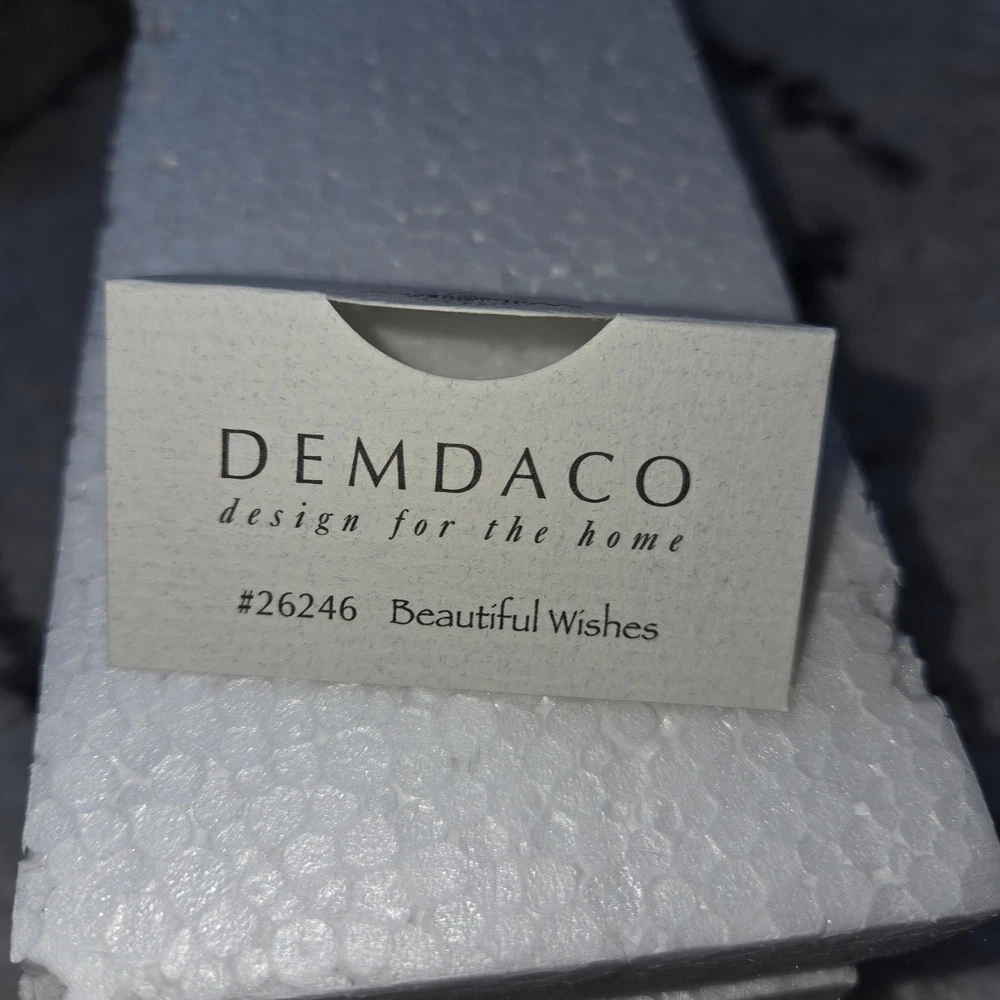 DEMDACO
design for the home
#26246 Beautiful Wishes